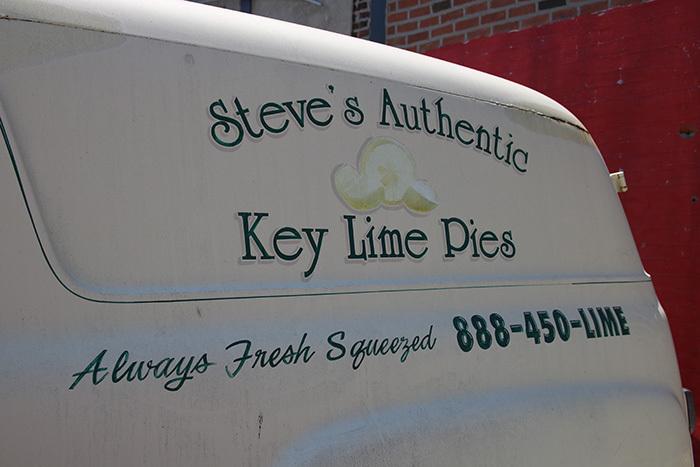 Steve's Authentic
Key Lime Pies
Always Fresh Squeezed 888-450-LIME